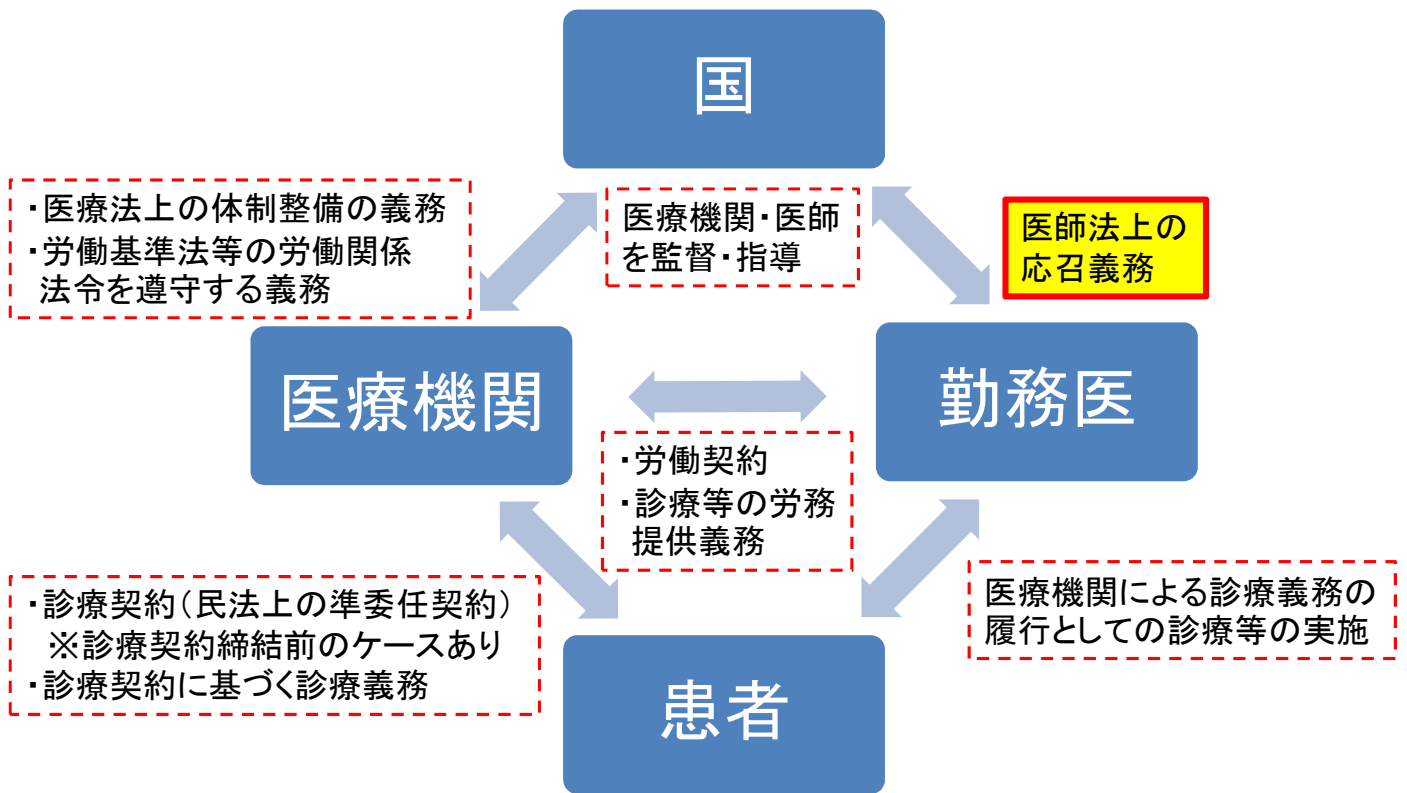 国
・医療法上の体制整備の義務
・労働基準法等の労働関係
法令を遵守する義務
医療機関・医師
を監督・指導
医師法上の
応召義務
医療機関
勤務医
・労働契約
・診療等の労務
提供義務
・診療契約（民法上の準委任契約）
※診療契約締結前のケースあり
・診療契約に基づく診療義務
医療機関による診療義務の
履行としての診療等の実施
患者